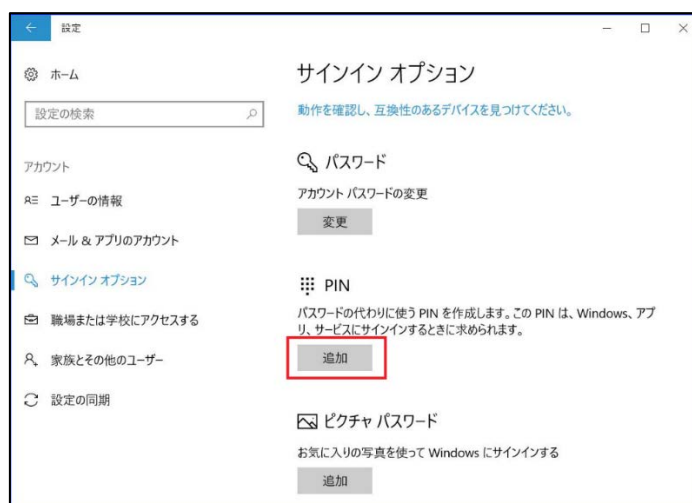 設定
ホーム
設定の検索
アカウント
ユーザーの情報
メール & アプリのアカウント
サインイン オプション
職場または学校にアクセスする
家族とその他のユーザー
設定の同期
サインイン オプション
動作を確認し、互換性のあるデバイスを見つけてください。
パスワード
アカウント パスワードの変更
変更
PIN
パスワードの代わりに使う PIN を作成します。この PIN は、Windows、アプ
リ、サービスにサインインするときに求められます。
追加
ピクチャ パスワード
お気に入りの写真を使って Windows にサインインする
追加